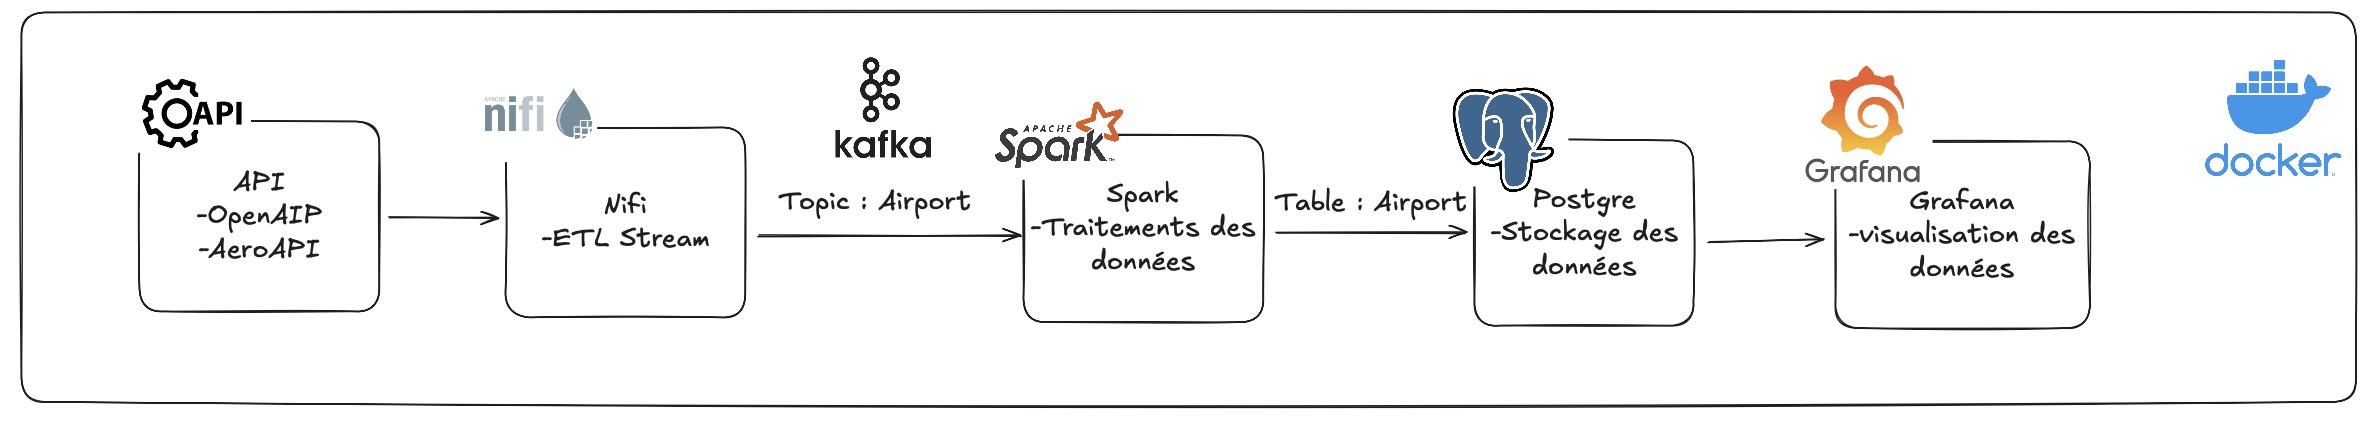 API
API
-OpenAIP
-AeroAPI
APACHE
nifi
Nifi
-ETL Stream
kafka
Topic : Airport
APACHE
Spark
Spark
-Traitements des
données
Table : Airport
Postgre
-Stockage des
données
Grafana
Grafana
-visualisation des
données
docker